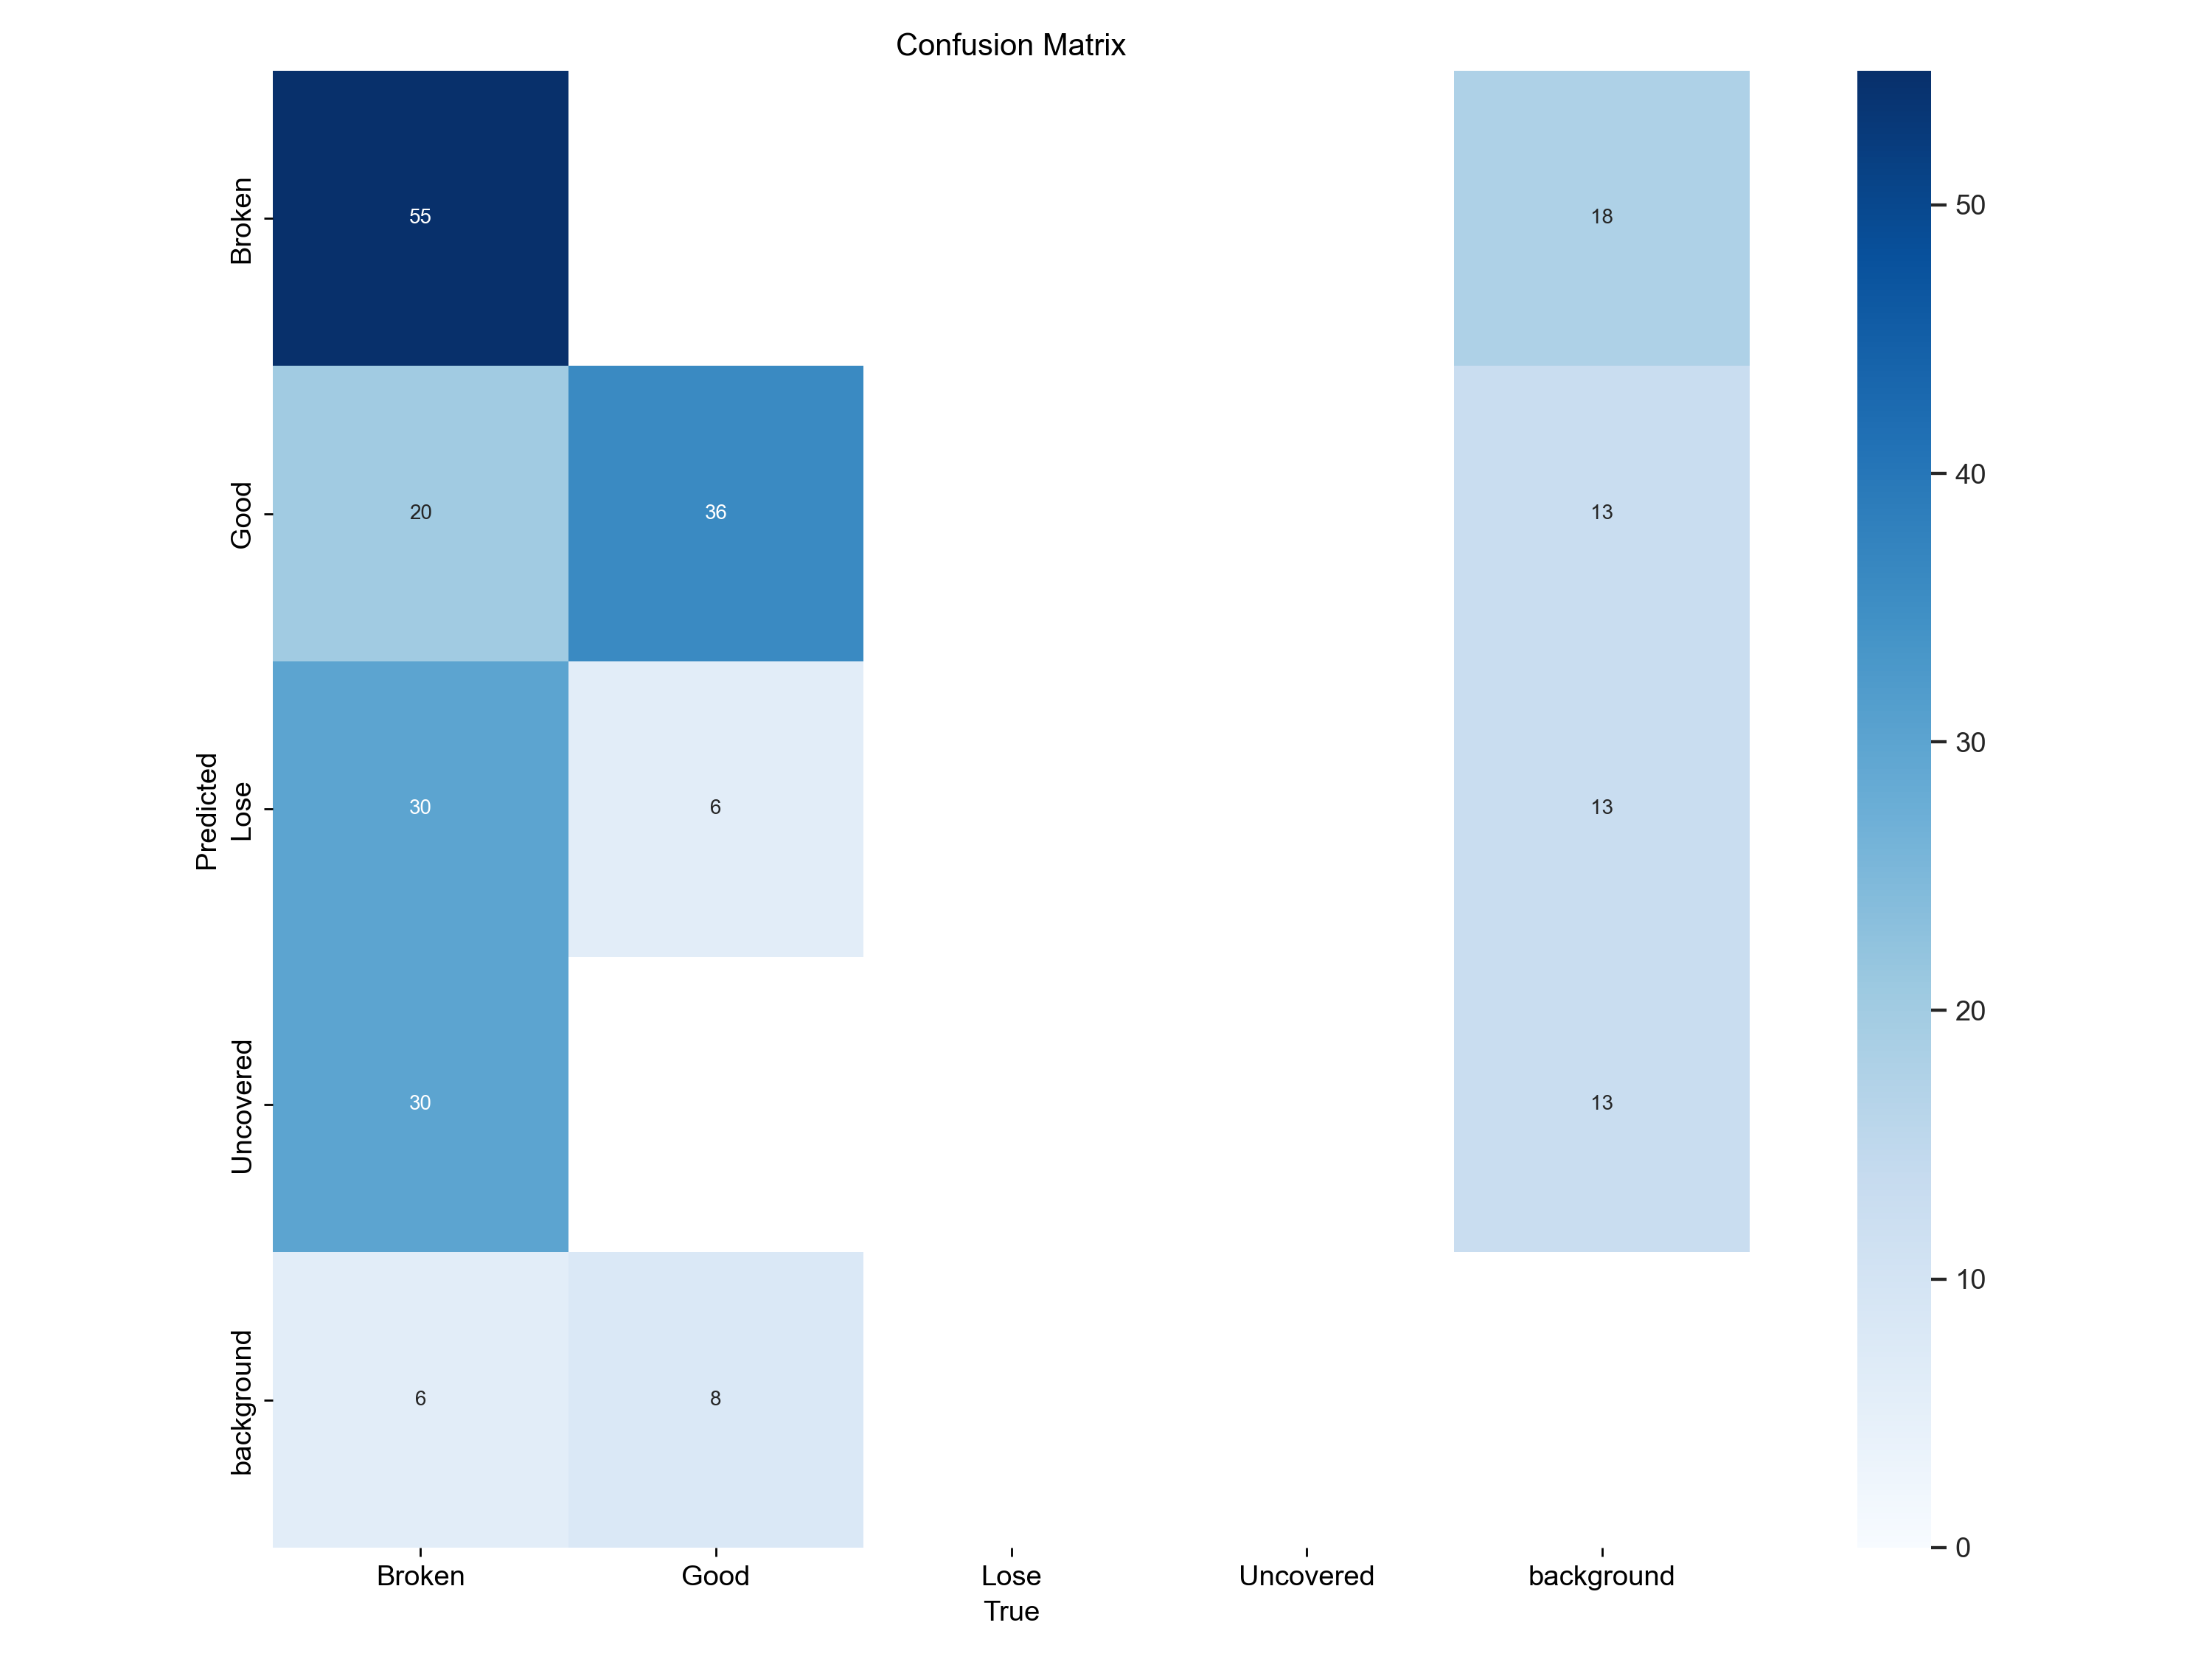 Confusion Matrix
Predicted
Broken
55
18
Good
20
36
13
Lose
30
6
13
Uncovered
30
13
background
6
8
Broken
Good
Lose
Uncovered
background
True
50
40
30
20
10
0